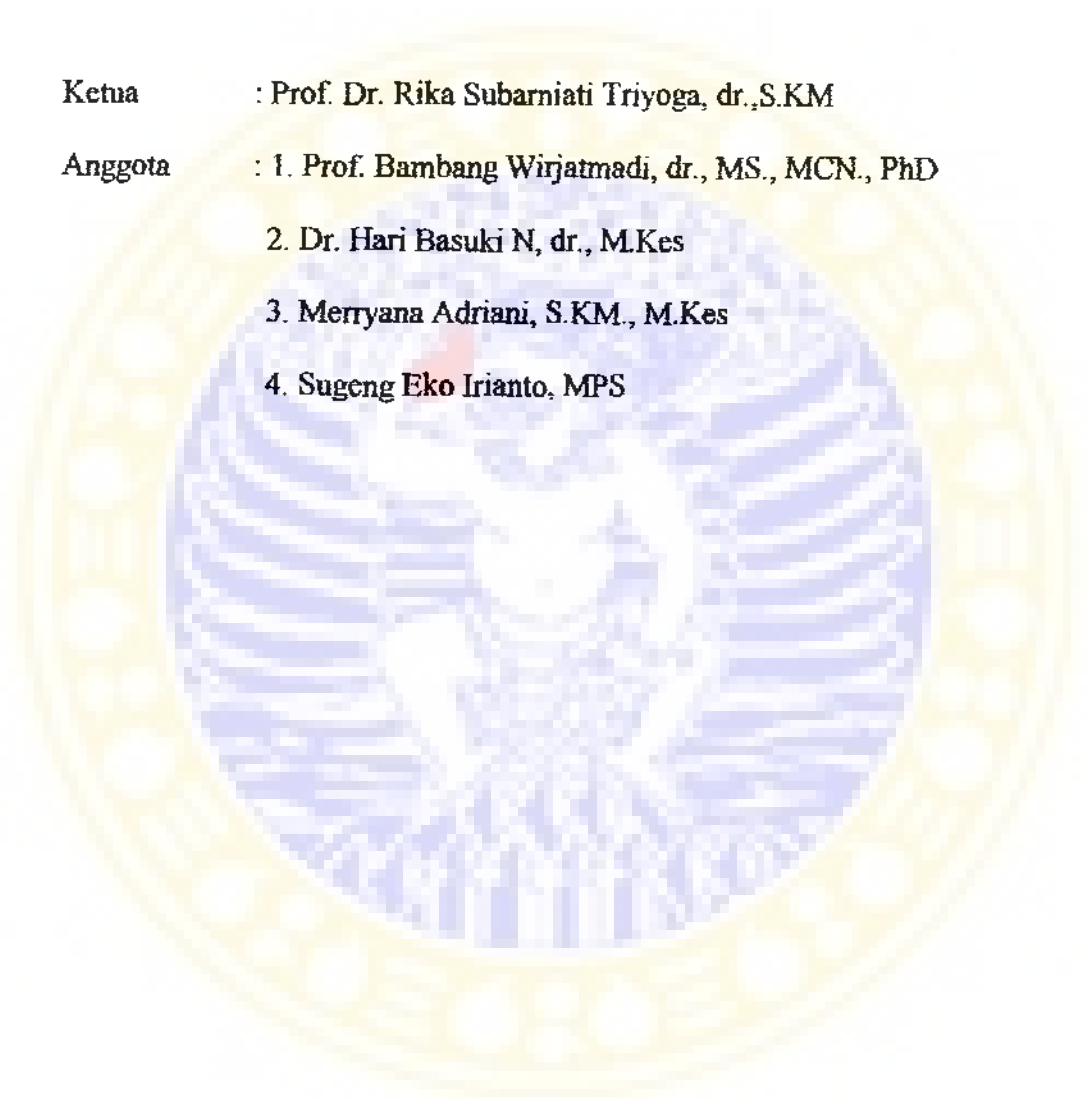 Ketua : Prof. Dr. Rika Subarniati Triyoga, dr.,S.KM
Anggota : 1. Prof. Bambang Wirjatmadi, dr., MS., MCN., PhD
2. Dr. Hari Basuki N, dr., M.Kes
3. Merryana Adriani, S.KM., M.Kes
4. Sugeng Eko Irianto, MPS